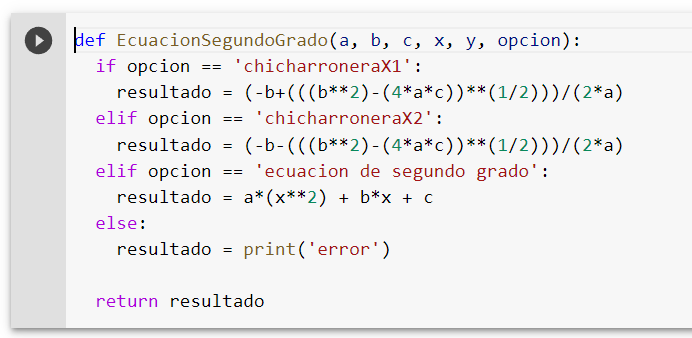 def EcuacionSegundoGrado(a, b, c, x, y, opcion):
  if opcion == 'chicharroneraX1':
    resultado = (-b+(((b**2)-(4*a*c))**(1/2)))/(2*a)
  elif opcion == 'chicharroneraX2':
    resultado = (-b-(((b**2)-(4*a*c))**(1/2)))/(2*a)
  elif opcion == 'ecuacion de segundo grado':
    resultado = a*(x**2) + b*x + c
  else:
    resultado = print('error')

  return resultado